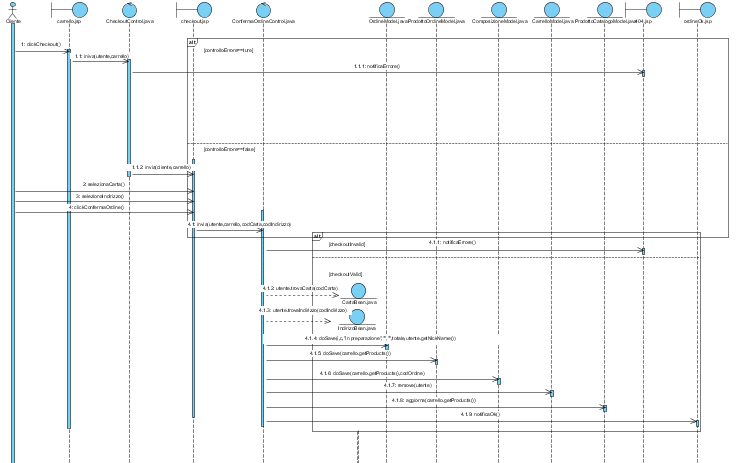 Cliente
carrello.jsp
CheckoutControl.java
checkout.jsp
ConfermaOrdineControl.java
OrdineModel.java
ProdottoOrdineModel.java
ComposizioneModel.java
CarrelloModel.java
ProdottoCatalogoModel.java
404.jsp
ordineOk.jsp
1: clickCheckout()
alt
[controlloErrore==ture]
1.1: invia(utente,carrello)
1.1.1: notificaErrore()
[controlloErrore==false]
1.1.2: invia(cliente,carrello)
2: selezionaCarta()
3: selezionaIndirizzo()
4: clickConfermaOrdine()
4.1: invia(utente,carrello,codCarta,codIndirizzo)
alt
[checkoutInvalid]
4.1.1: notificaErrore()
[checkoutValid]
4.1.2: utente.trovaCarta(codCarta)
CartaBean.java
4.1.3: utente.trovaIndirizzo(codIndirizzo)
IndirizzoBean.java
4.1.5: doSave(carrello.getProducts())
4.1.6: doSave(carrello.getProducts(),codOrdine)
4.1.7: remove(utente)
4.1.8: aggiorna(carrello.getProducts())
4.1.9: notificaOk()